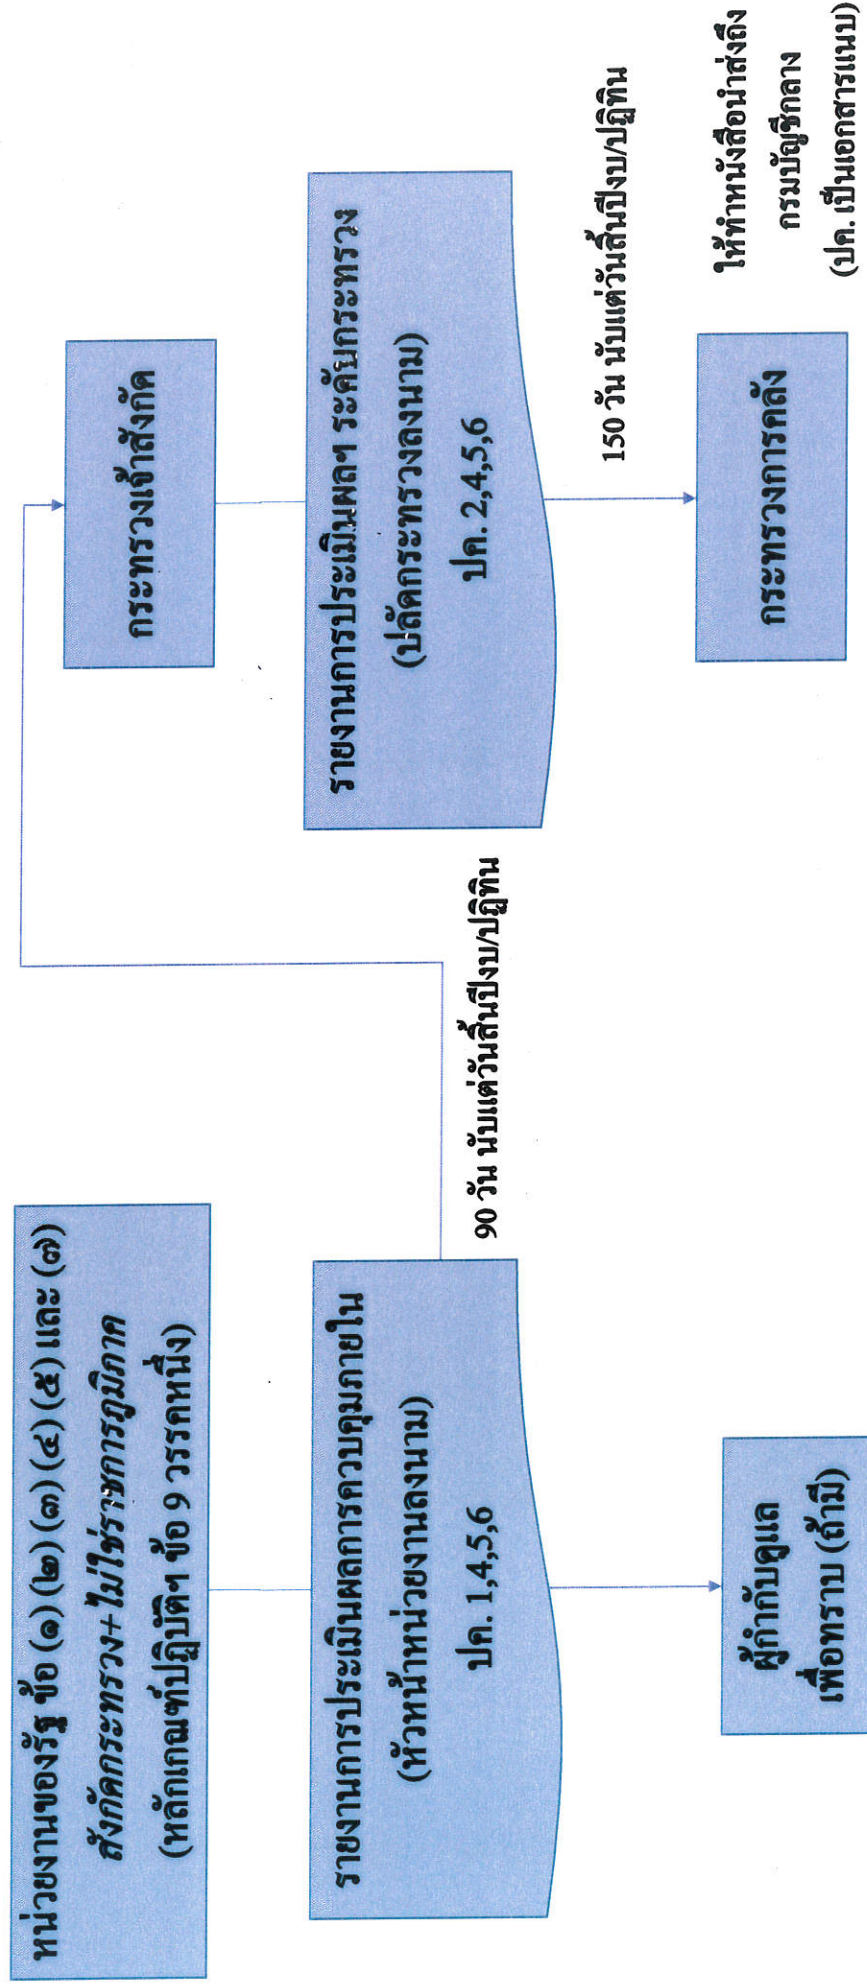 หน่วยงานของรัฐ ข้อ (๑) (๒) (๓) (๔) (๕) และ (๗)
สังกัดกระทรวง+ไม่ใช่ราชการภูมิภาค
(หลักเกณฑ์ปฏิบัติฯ ข้อ 9 วรรคหนึ่ง)
รายงานการประเมินผลการควบคุมภายใน
(หัวหน้าหน่วยงานลงนาม)
ปค. 1,4,5,6
90 วัน นับแต่วันสิ้นปีงบ/ปฏิทิน
ผู้กำกับดูแล
เพื่อทราบ (ถ้ามี)
กระทรวงเจ้าสังกัด
รายงานการประเมินผลฯ ระดับกระทรวง
(ปลัดกระทรวงลงนาม)
ปค. 2,4,5,6
150 วัน นับแต่วันสิ้นปีงบ/ปฏิทิน
กระทรวงการคลัง
ให้ทำหนังสือนำส่งถึง
กรมบัญชีกลาง
(ปค. เป็นเอกสารแนบ)